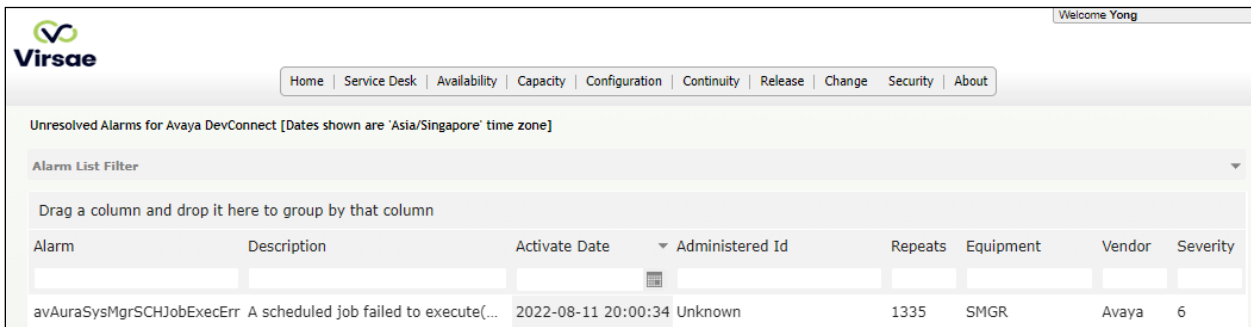 Welcome Yong
Virsae
Home | Service Desk | Availability | Capacity | Configuration | Continuity | Release | Change Security | About
Unresolved Alarms for Avaya DevConnect [Dates shown are 'Asia/Singapore' time zone]
Alarm List Filter
Drag a column and drop it here to group by that column
Alarm Description Activate Date Administered Id Repeats Equipment Vendor Severity
avAuraSysMgrSCHJobExecErr A scheduled job failed to execute(... 2022-08-11 20:00:34 Unknown 1335 SMGR Avaya 6